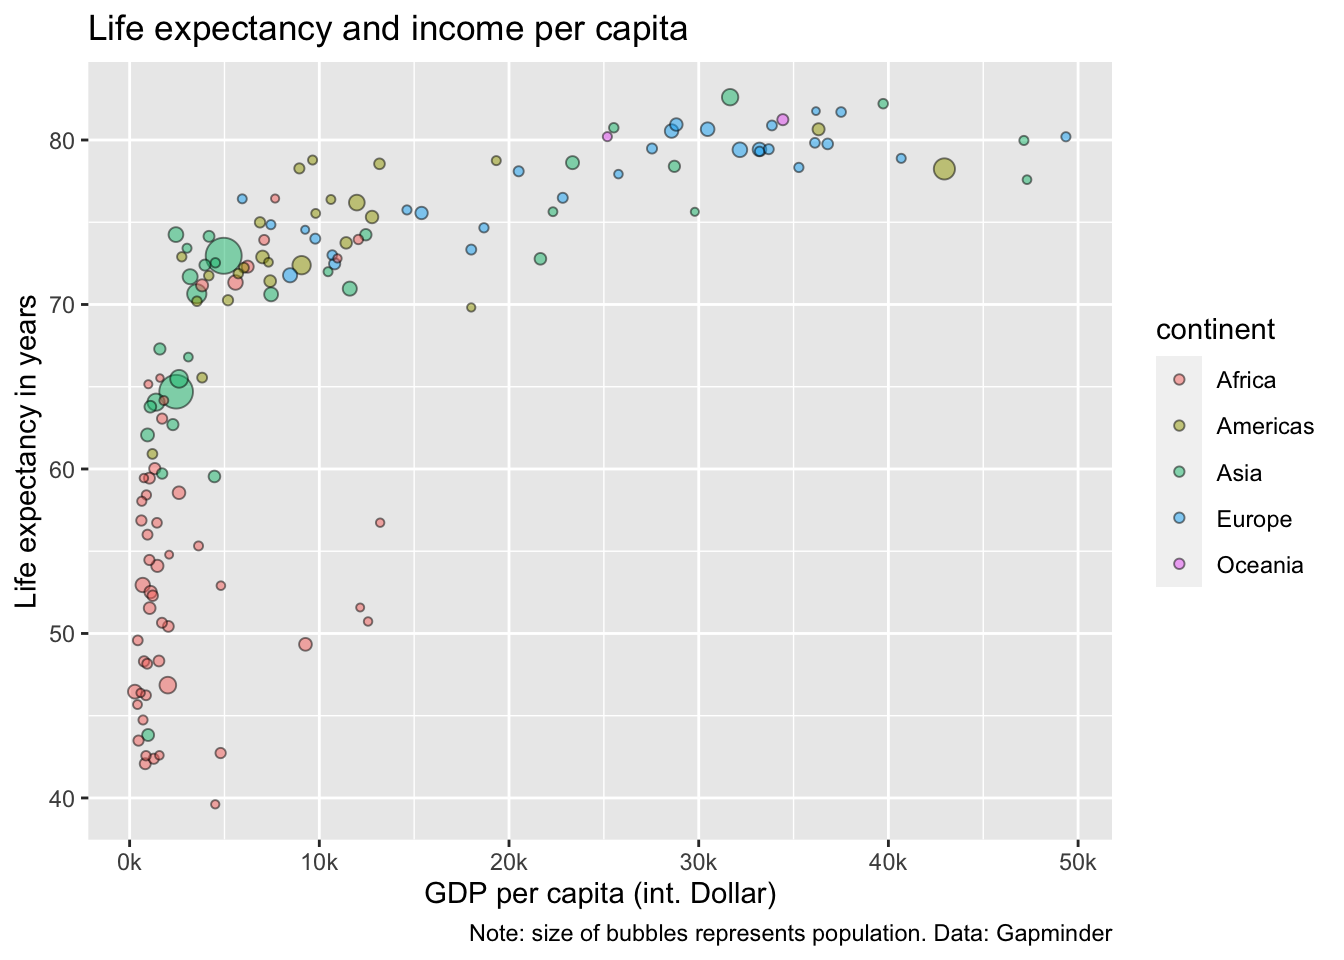 Life expectancy and income per capita
80
70
60
50
40
Life expectancy in years
0k 10k 20k 30k 40k 50k
GDP per capita (int. Dollar)
continent
Africa
Americas
Asia
Europe
Oceania
Note: size of bubbles represents population. Data: Gapminder